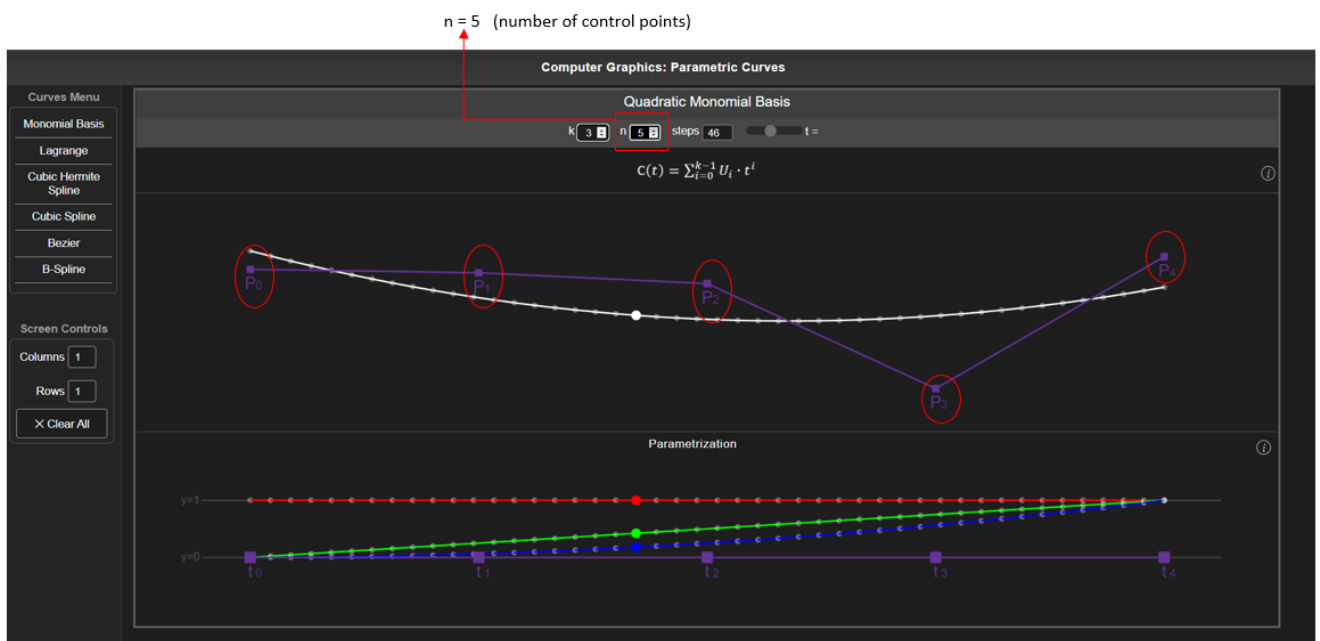 n = 5   (number of control points)
Computer Graphics: Parametric Curves
Curves Menu
Monomial Basis
Lagrange
Cubic Hermite
Spline
Cubic Spline
Bezier
B-Spline
Screen Controls
Columns 1
Rows 1
× Clear All
Quadratic Monomial Basis
k 3 n 5 steps 46 t =
C(t) = ∑_{i=0}^{k−1} U_i · t^i
i
P0
P1
P2
P3
P4
Parametrization
i
y=1
y=0
t0 t1 t2 t3 t4